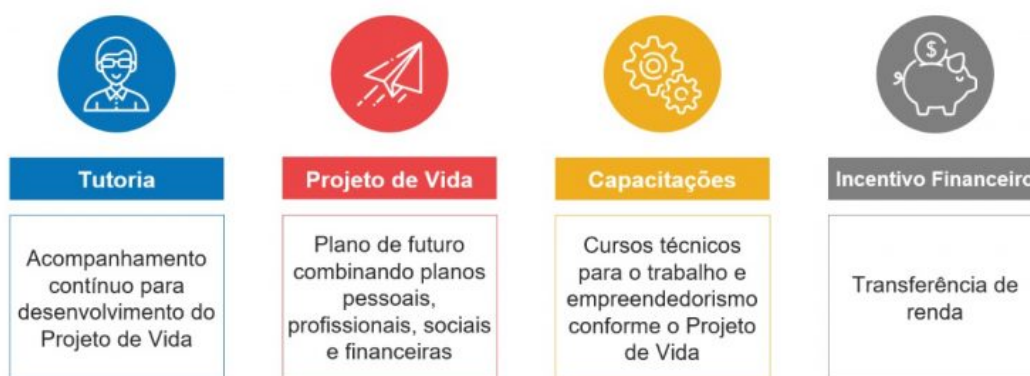 Tutoria
Acompanhamento
contínuo para
desenvolvimento do
Projeto de Vida
Projeto de Vida
Plano de futuro
combinando planos
pessoais,
profissionais, sociais
e financeiras
Capacitações
Cursos técnicos
para o trabalho e
empreendedorismo
conforme o Projeto
de Vida
$
Incentivo Financeiro
Transferência de
renda